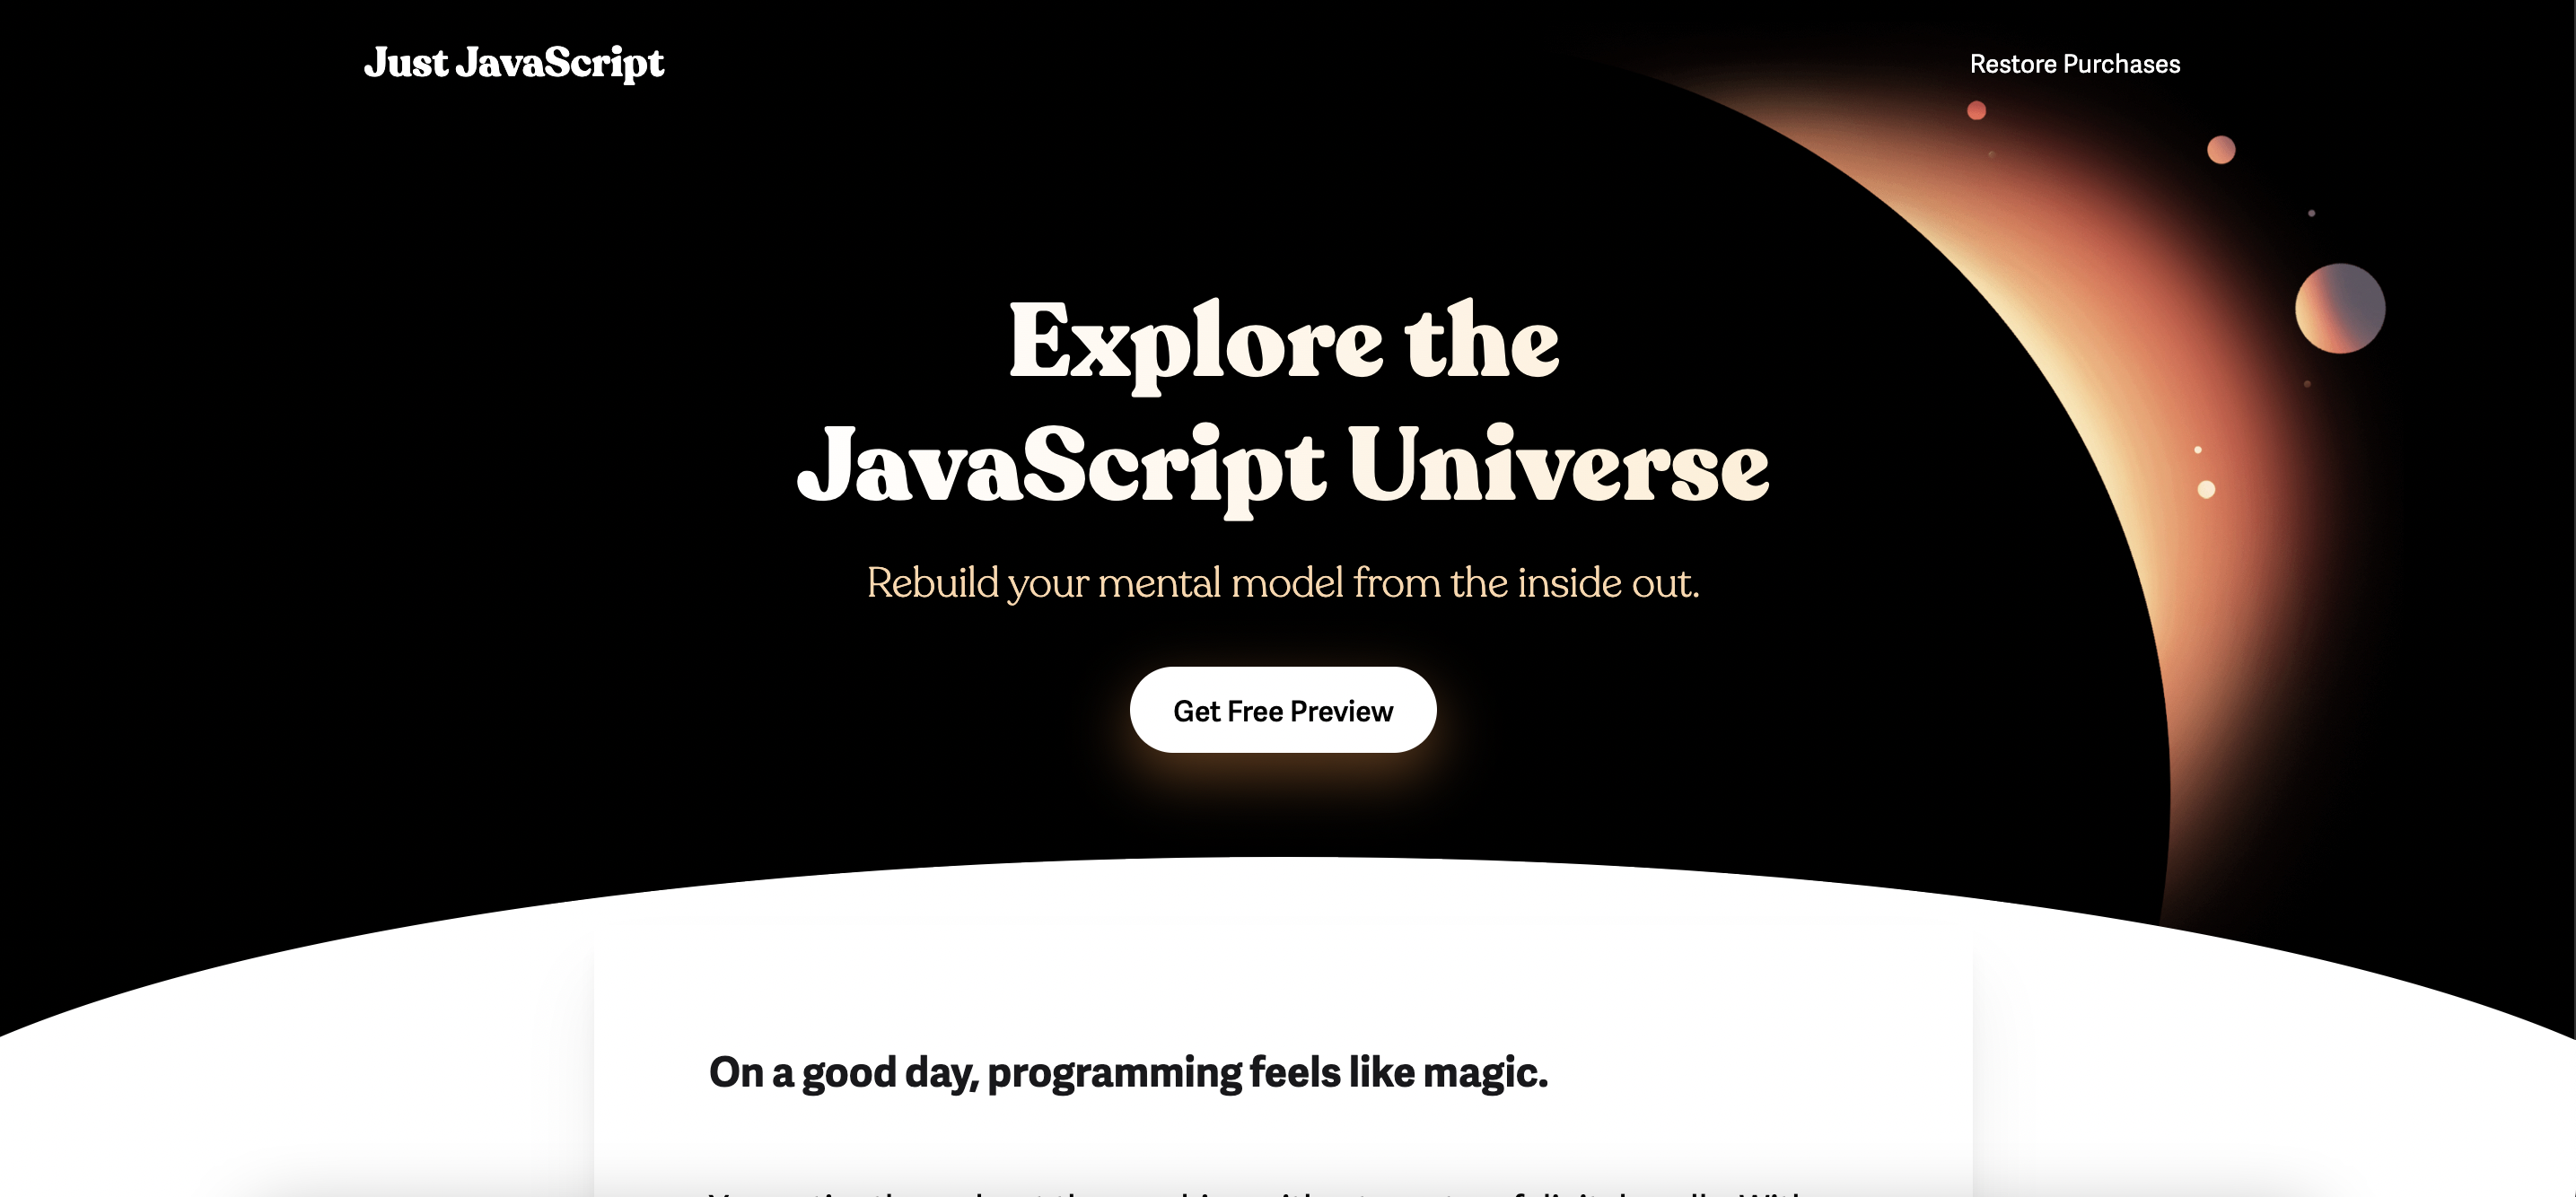 Just JavaScript
Restore Purchases
Explore the
JavaScript Universe
Rebuild your mental model from the inside out.
Get Free Preview
On a good day, programming feels like magic.